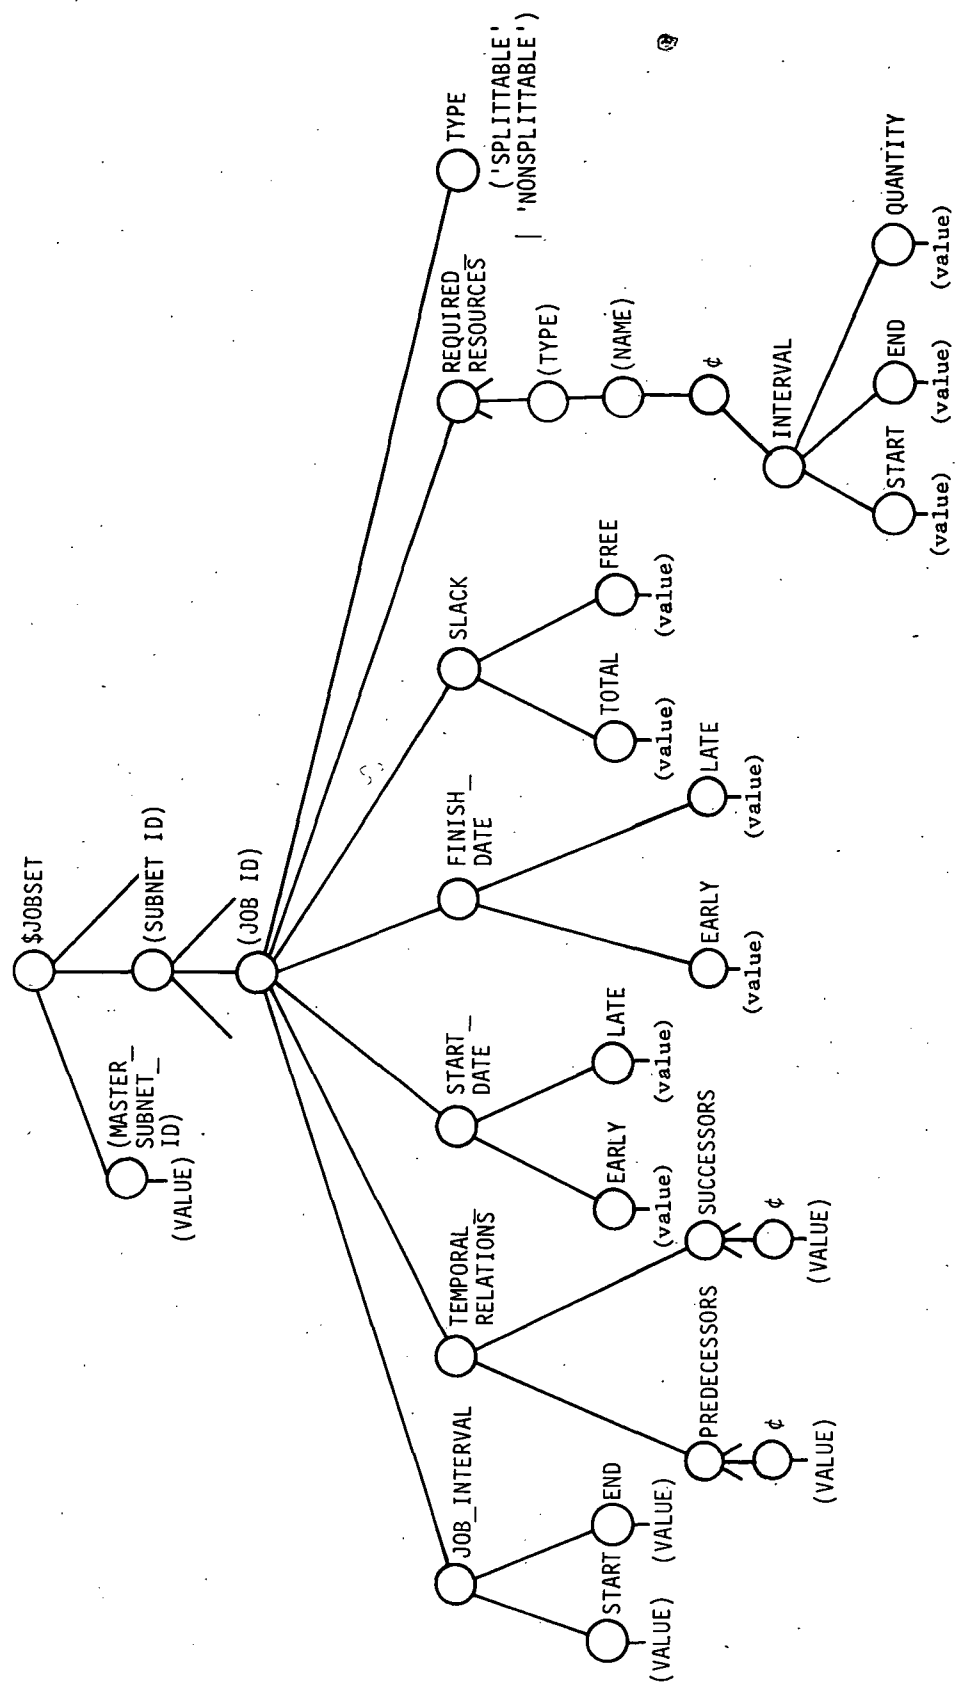 $JOBSET
(MASTER_
SUBNET_
ID)
(VALUE)
(SUBNET ID)
(JOB ID)
JOB_INTERVAL
START
(VALUE)
END
(VALUE)
TEMPORAL_
RELATIONS
PREDECESSORS
¢
(VALUE)
SUCCESSORS
¢
(VALUE)
START_
DATE
EARLY
(value)
LATE
(value)
FINISH_
DATE
EARLY
(value)
LATE
(value)
SLACK
TOTAL
(value)
FREE
(value)
REQUIRED_
RESOURCES
(TYPE)
(NAME)
¢
INTERVAL
START
(value)
END
(value)
QUANTITY
(value)
TYPE
('SPLITTABLE'
| 'NONSPLITTABLE')